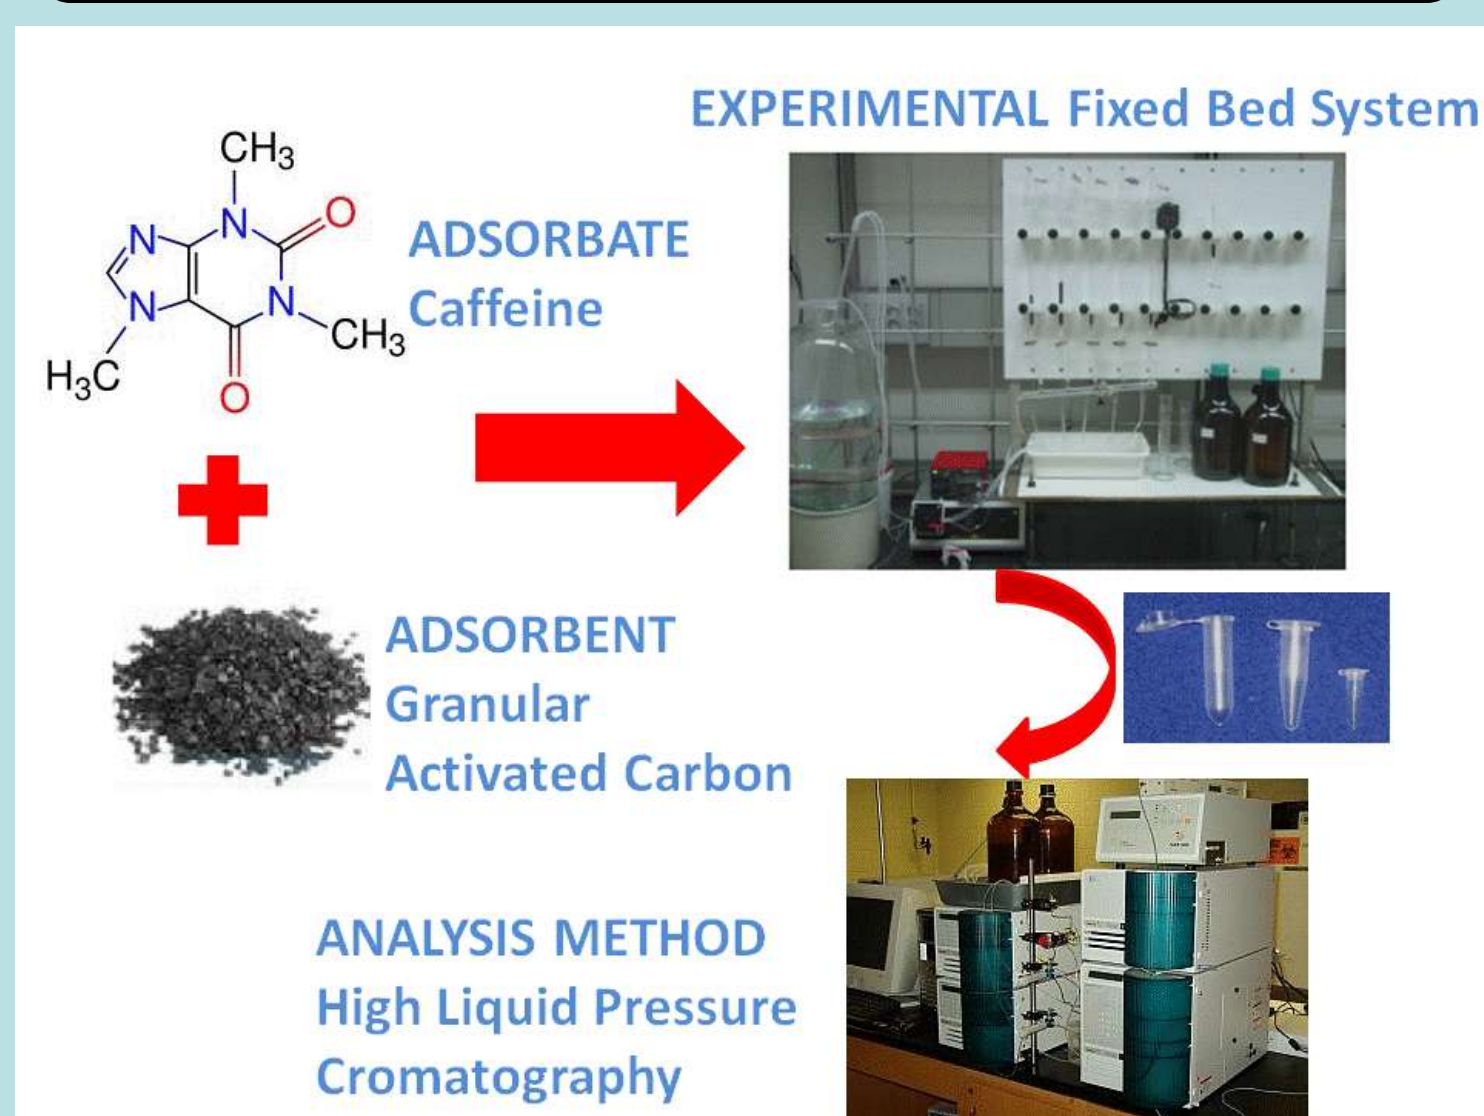 EXPERIMENTAL Fixed Bed System
CH3
N
O
N
ADSORBATE
Caffeine
N
N
CH3
H3C
O
ADSORBENT
Granular
Activated Carbon
ANALYSIS METHOD
High Liquid Pressure
Cromatography